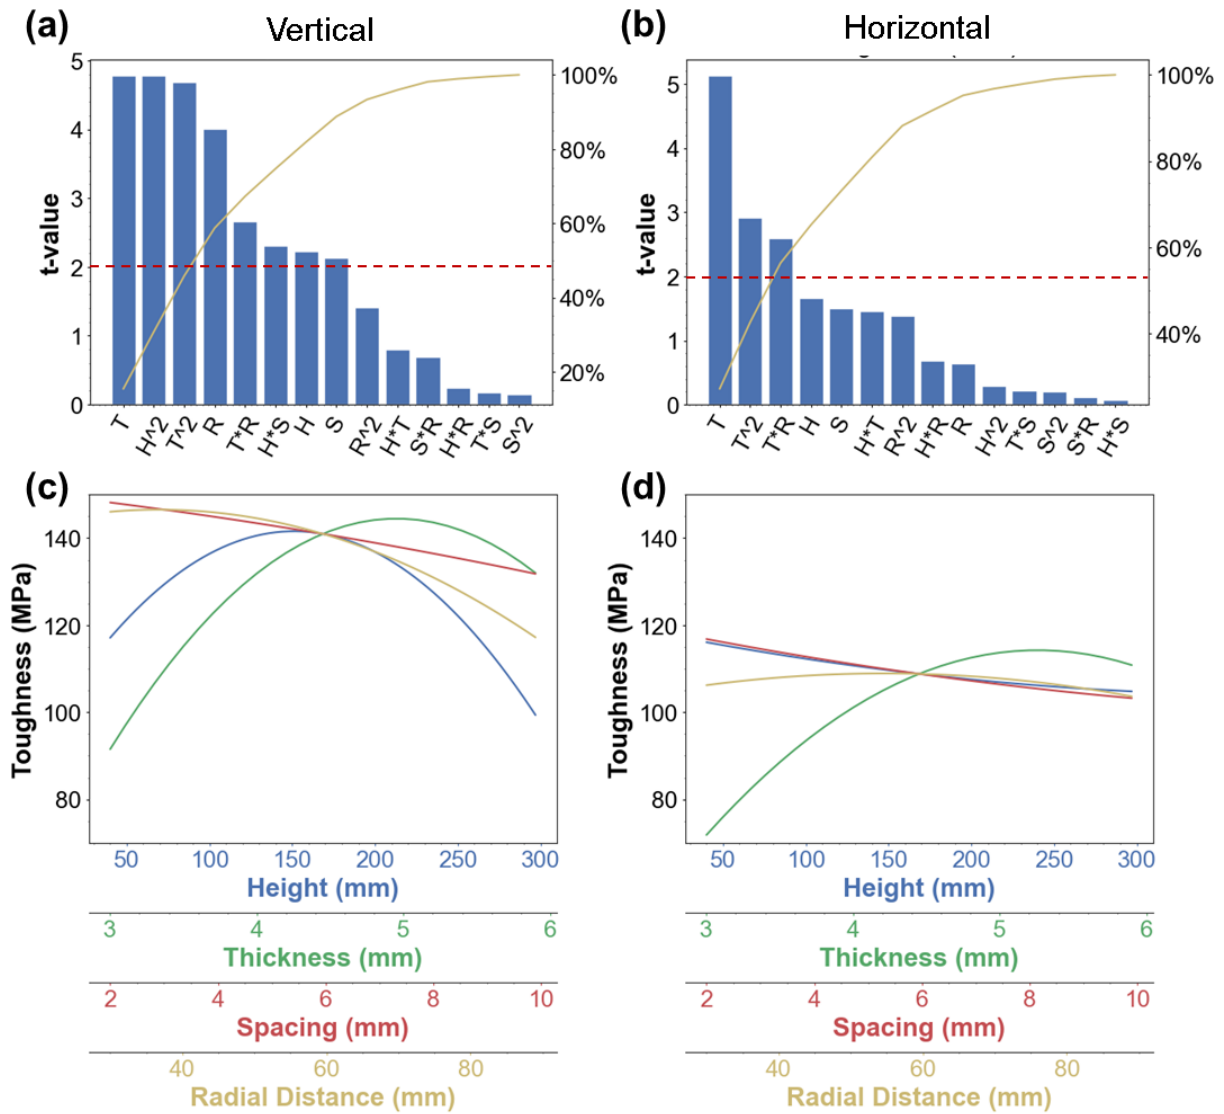 (a) Vertical
(b) Horizontal
t-value
5
4
3
2
1
0
100%
80%
60%
40%
20%
T H^2 T^2 R T*R H*S H S R^2 H*T S*R H*R T*S S^2
t-value
5
4
3
2
1
0
100%
80%
60%
40%
T T^2 T*R H S H*T R^2 H*R R H^2 T*S S^2 S*R H*S
(c)
Toughness (MPa)
140
120
100
80
50 100 150 200 250 300
Height (mm)
3 4 5 6
Thickness (mm)
2 4 6 8 10
Spacing (mm)
40 60 80
Radial Distance (mm)
(d)
Toughness (MPa)
140
120
100
80
50 100 150 200 250 300
Height (mm)
3 4 5 6
Thickness (mm)
2 4 6 8 10
Spacing (mm)
40 60 80
Radial Distance (mm)